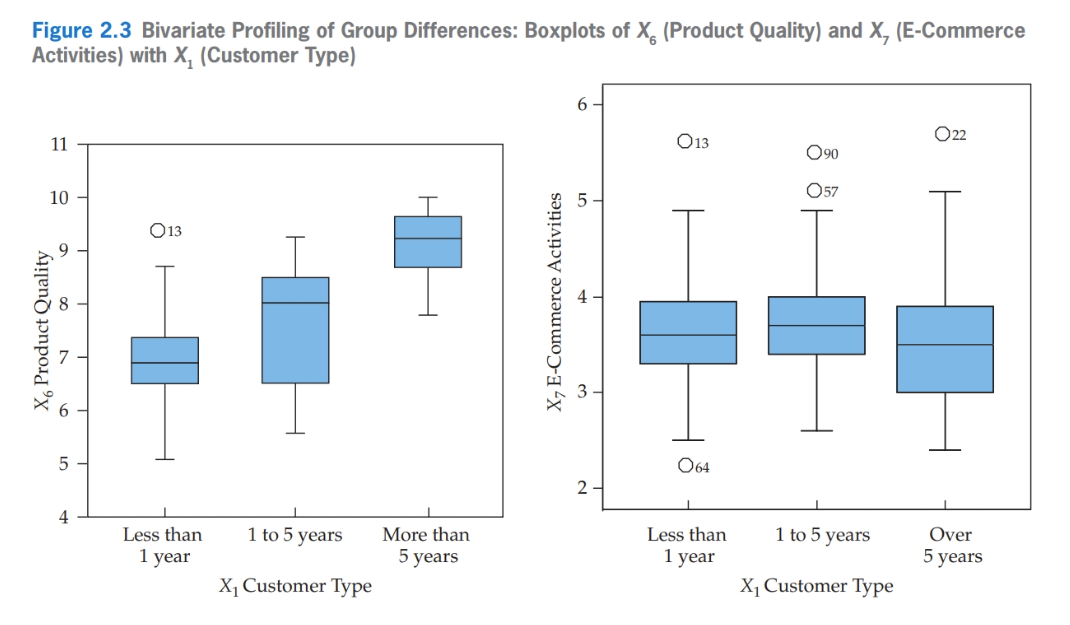 Figure 2.3 Bivariate Profiling of Group Differences: Boxplots of X6 (Product Quality) and X7 (E-Commerce
Activities) with X1 (Customer Type)
11
10
9
8
7
6
5
4
X6 Product Quality
13
Less than
1 year
1 to 5 years
More than
5 years
X1 Customer Type
6
5
4
3
2
X7 E-Commerce Activities
13
64
90
57
22
Less than
1 year
1 to 5 years
Over
5 years
X1 Customer Type